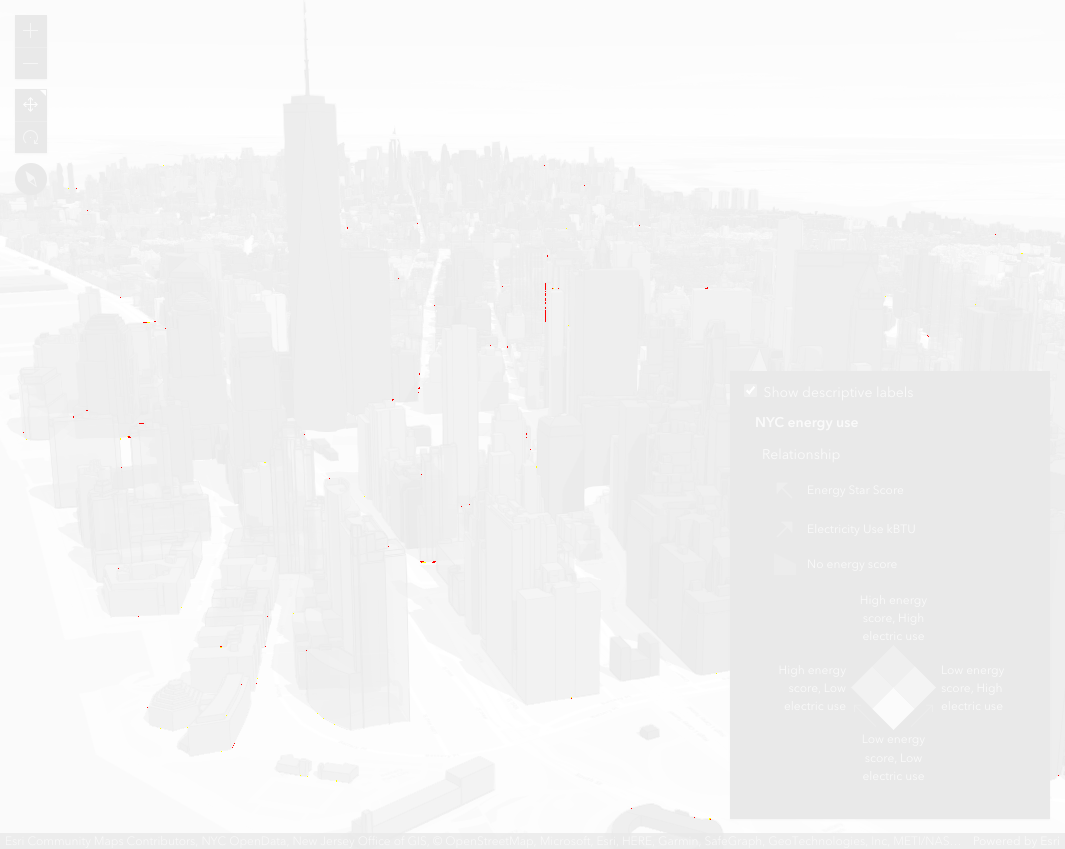 Show descriptive labels
NYC energy use
Relationship
Energy Star Score
Electricity Use kBTU
No energy score
High energy
score, High
electric use
High energy
score, Low
electric use
Low energy
score, High
electric use
Low energy
score, Low
electric use
Esri Community Maps Contributors, NYC OpenData, New Jersey Office of GIS, © OpenStreetMap, Microsoft, Esri, HERE, Garmin, SafeGraph, GeoTechnologies, Inc, METI/NAS... Powered by Esri